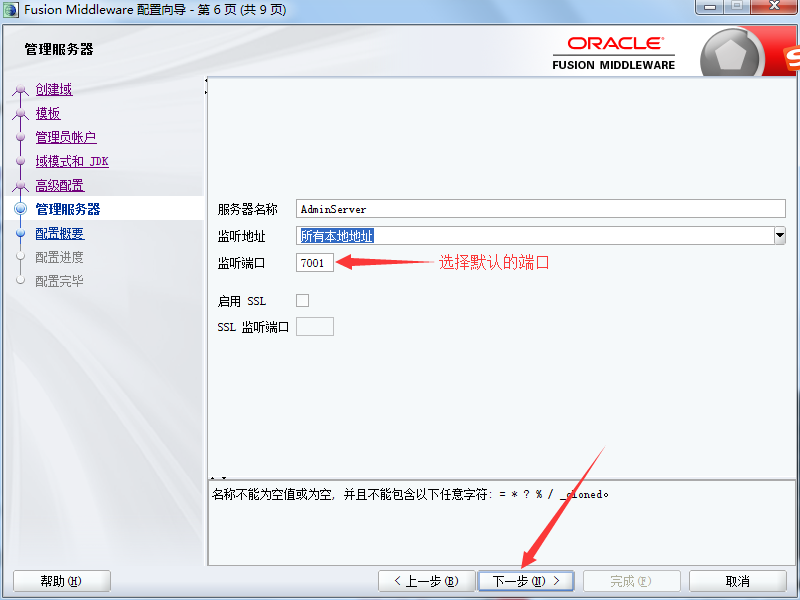 Fusion Middleware 配置向导 - 第 6 页 (共 9 页)
管理服务器
ORACLE
FUSION MIDDLEWARE
创建域
模板
管理员帐户
域模式和 JDK
高级配置
管理服务器
配置概要
配置进度
配置完毕
服务器名称 AdminServer
监听地址 所有本地地址
监听端口 7001 选择默认的端口
启用 SSL
SSL 监听端口
名称不能为空值或为空, 并且不能包含以下任意字符: = * ? % / _cloned。
帮助(H) < 上一步(B) 下一步(N) > 完成(F) 取消